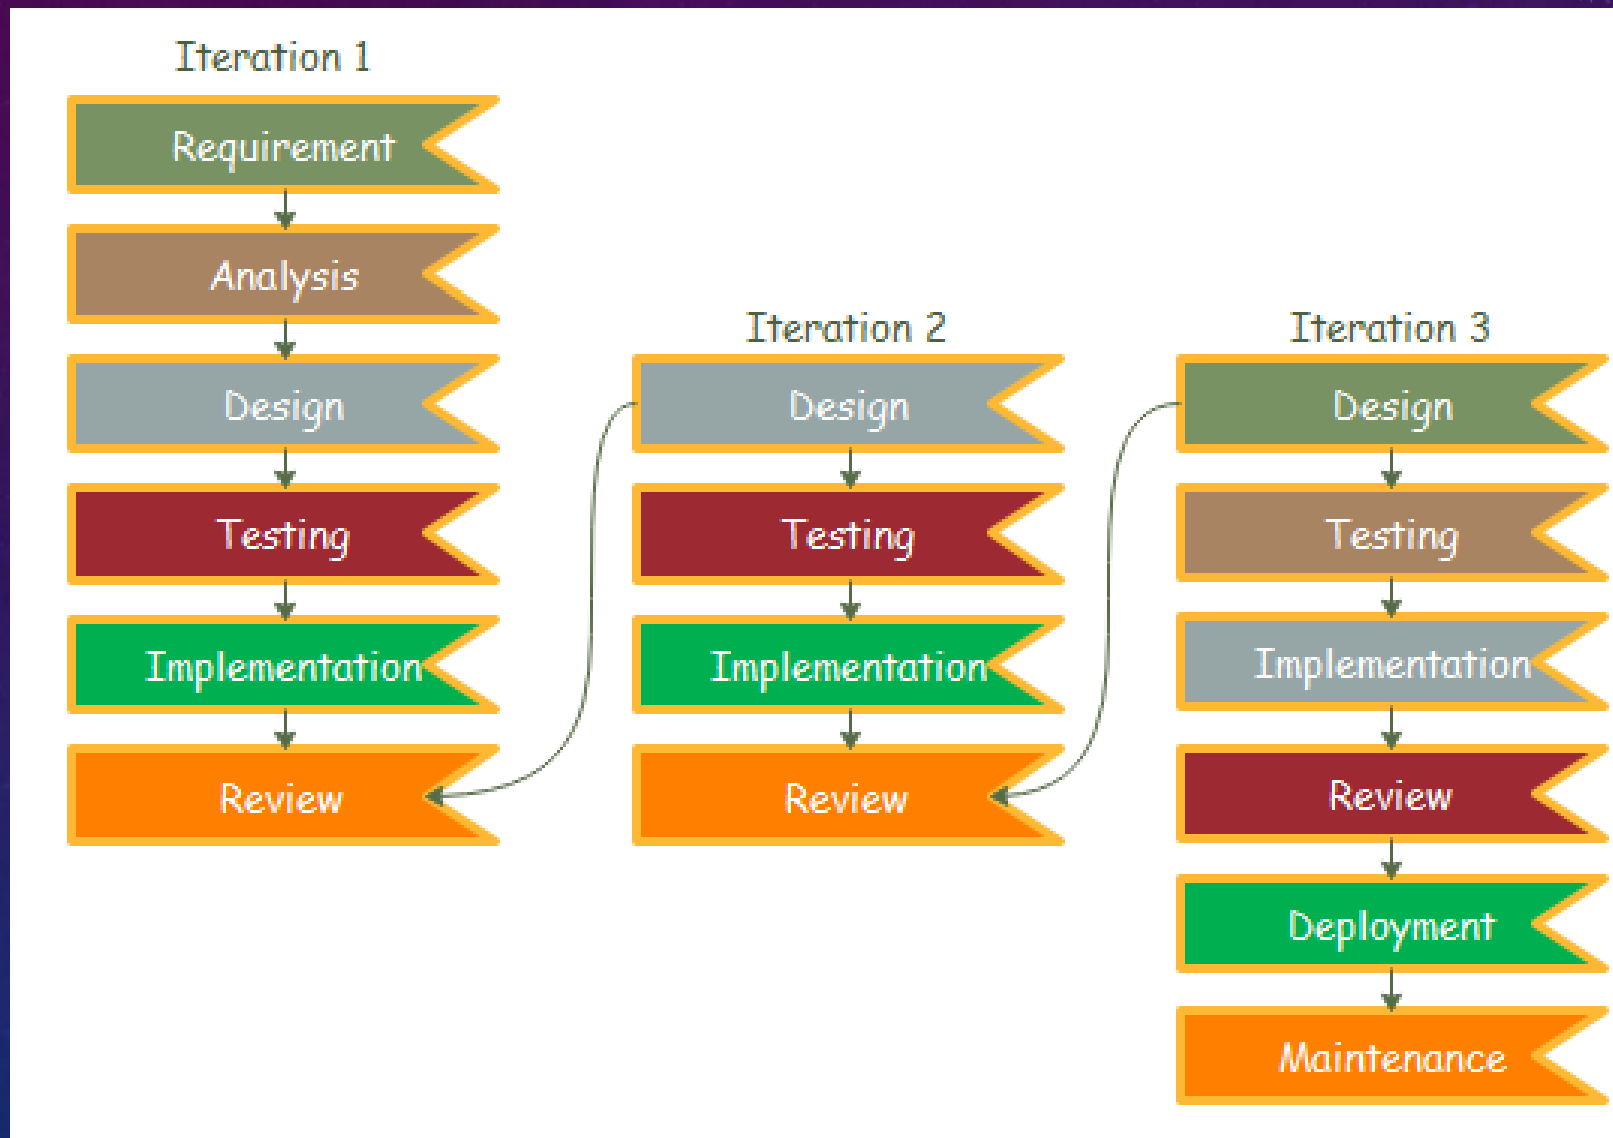 Iteration 1
Requirement
Analysis
Design
Testing
Implementation
Review
Iteration 2
Design
Testing
Implementation
Review
Iteration 3
Design
Testing
Implementation
Review
Deployment
Maintenance